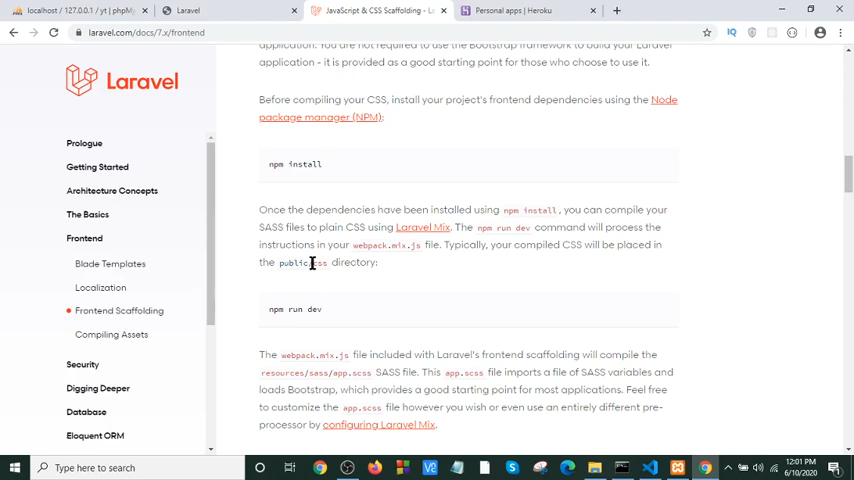 localhost / 127.0.0.1 / yt | phpMy
Laravel
JavaScript & CSS Scaffolding - La
Personal apps | Heroku
laravel.com/docs/7.x/frontend
application. You are not required to use the Bootstrap framework to build your Laravel
application - it is provided as a good starting point for those who choose to use it.
Laravel
Before compiling your CSS, install your project's frontend dependencies using the Node
package manager (NPM):
Prologue
Getting Started
npm install
Architecture Concepts
The Basics
Once the dependencies have been installed using npm install, you can compile your
SASS files to plain CSS using Laravel Mix. The npm run dev command will process the
Frontend
instructions in your webpack.mix.js file. Typically, your compiled CSS will be placed in
Blade Templates
the public/css directory:
Localization
Frontend Scaffolding
npm run dev
Compiling Assets
The webpack.mix.js file included with Laravel's frontend scaffolding will compile the
Security
resources/sass/app.scss SASS file. This app.scss file imports a file of SASS variables and
Digging Deeper
loads Bootstrap, which provides a good starting point for most applications. Feel free
Database
to customize the app.scss file however you wish or even use an entirely different pre-
processor by configuring Laravel Mix.
Eloquent ORM
Type here to search
12:01 PM
6/10/2020